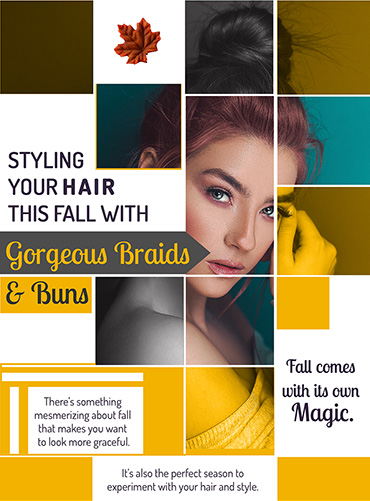 STYLING
YOUR HAIR
THIS FALL WITH
Gorgeous Braids
& Buns
Fall comes
with its own
Magic.
There's something
mesmerizing about fall
that makes you want
to look more graceful.
It's also the perfect season to
experiment with your hair and style.